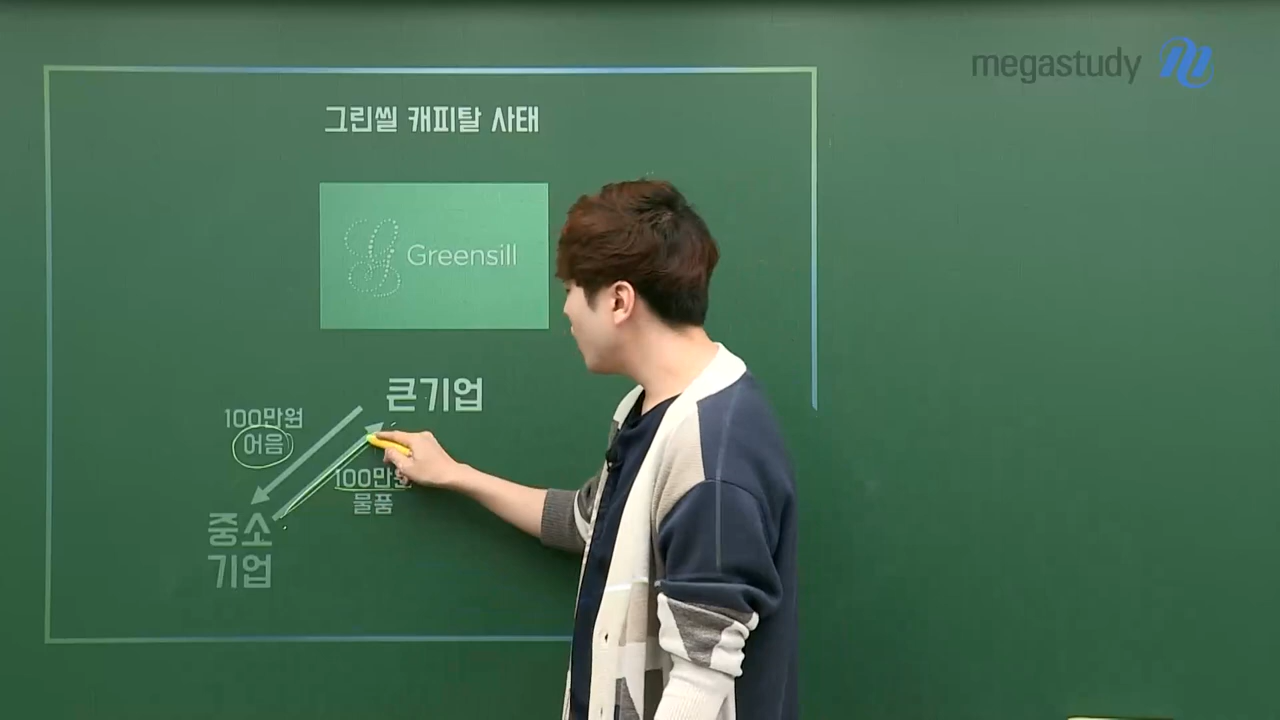 megastudy
그린씰 캐피탈 사태
Greensill
큰기업
100만원
어음
100만원
물품
중소
기업